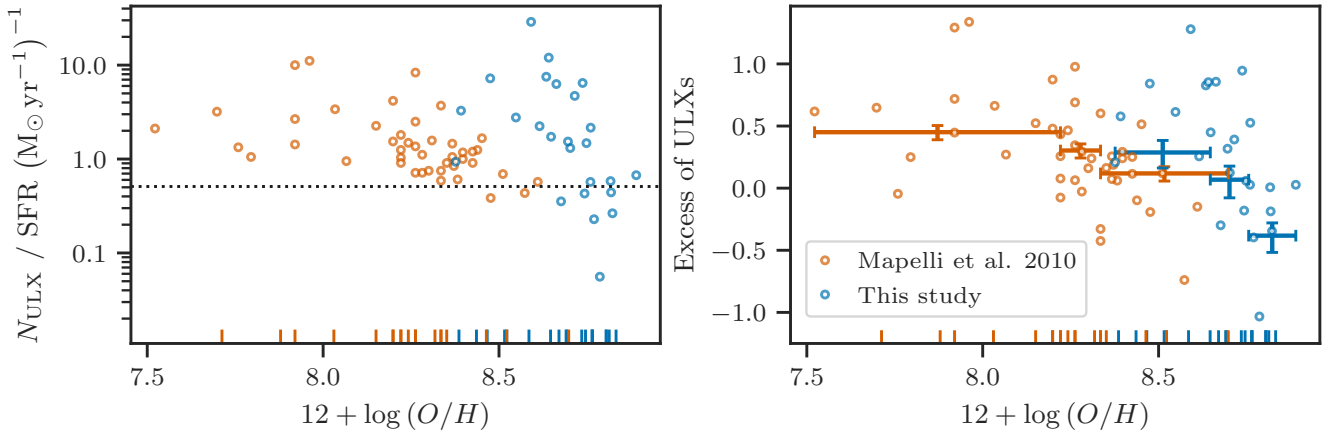 N_ULX / SFR (M_⊙ yr⁻¹)⁻¹
10.0
1.0
0.1
7.5
8.0
8.5
12 + log (O/H)
Excess of ULXs
1.0
0.5
0.0
−0.5
−1.0
Mapelli et al. 2010
This study
7.5
8.0
8.5
12 + log (O/H)